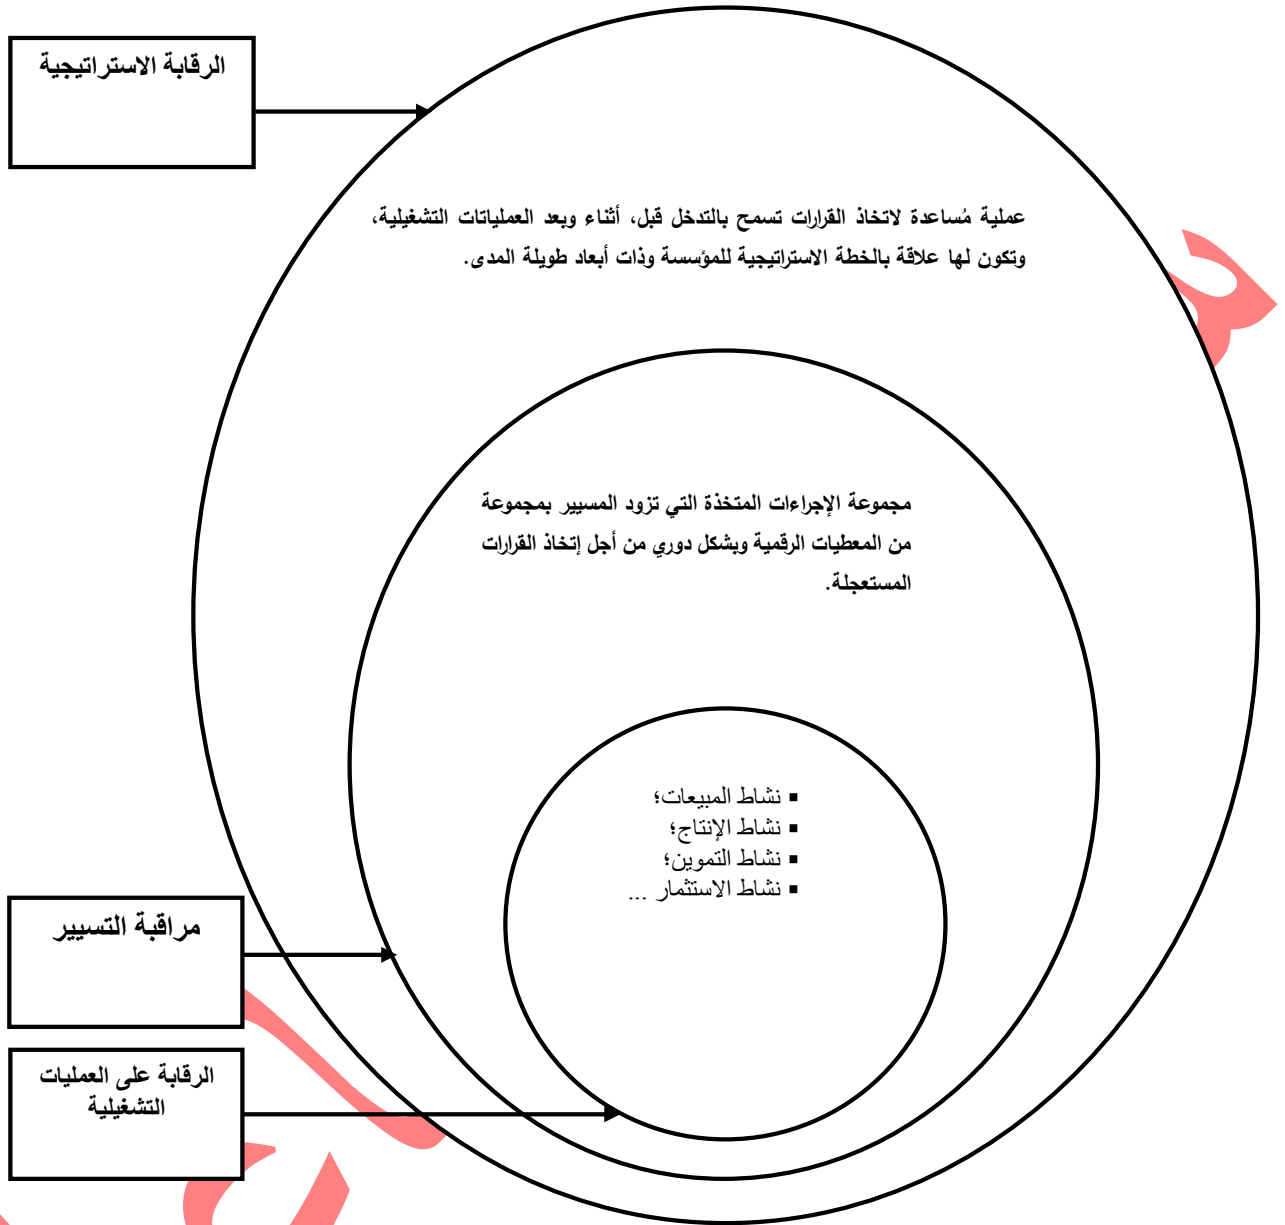 الرقابة الاستراتيجية
عملية مُساعدة لاتخاذ القرارات تسمح بالتدخل قبل، أثناء وبعد العملياتات التشغيلية،
وتكون لها علاقة بالخطة الاستراتيجية للمؤسسة وذات أبعاد طويلة المدى.
مجموعة الإجراءات المتخذة التي تزود المسيير بمجموعة
من المعطيات الرقمية وبشكل دوري من أجل إتخاذ القرارات
المستعجلة.
▪ نشاط المبيعات؛
▪ نشاط الإنتاج؛
▪ نشاط التموين؛
▪ نشاط الاستثمار ...
مراقبة التسيير
الرقابة على العمليات
التشغيلية